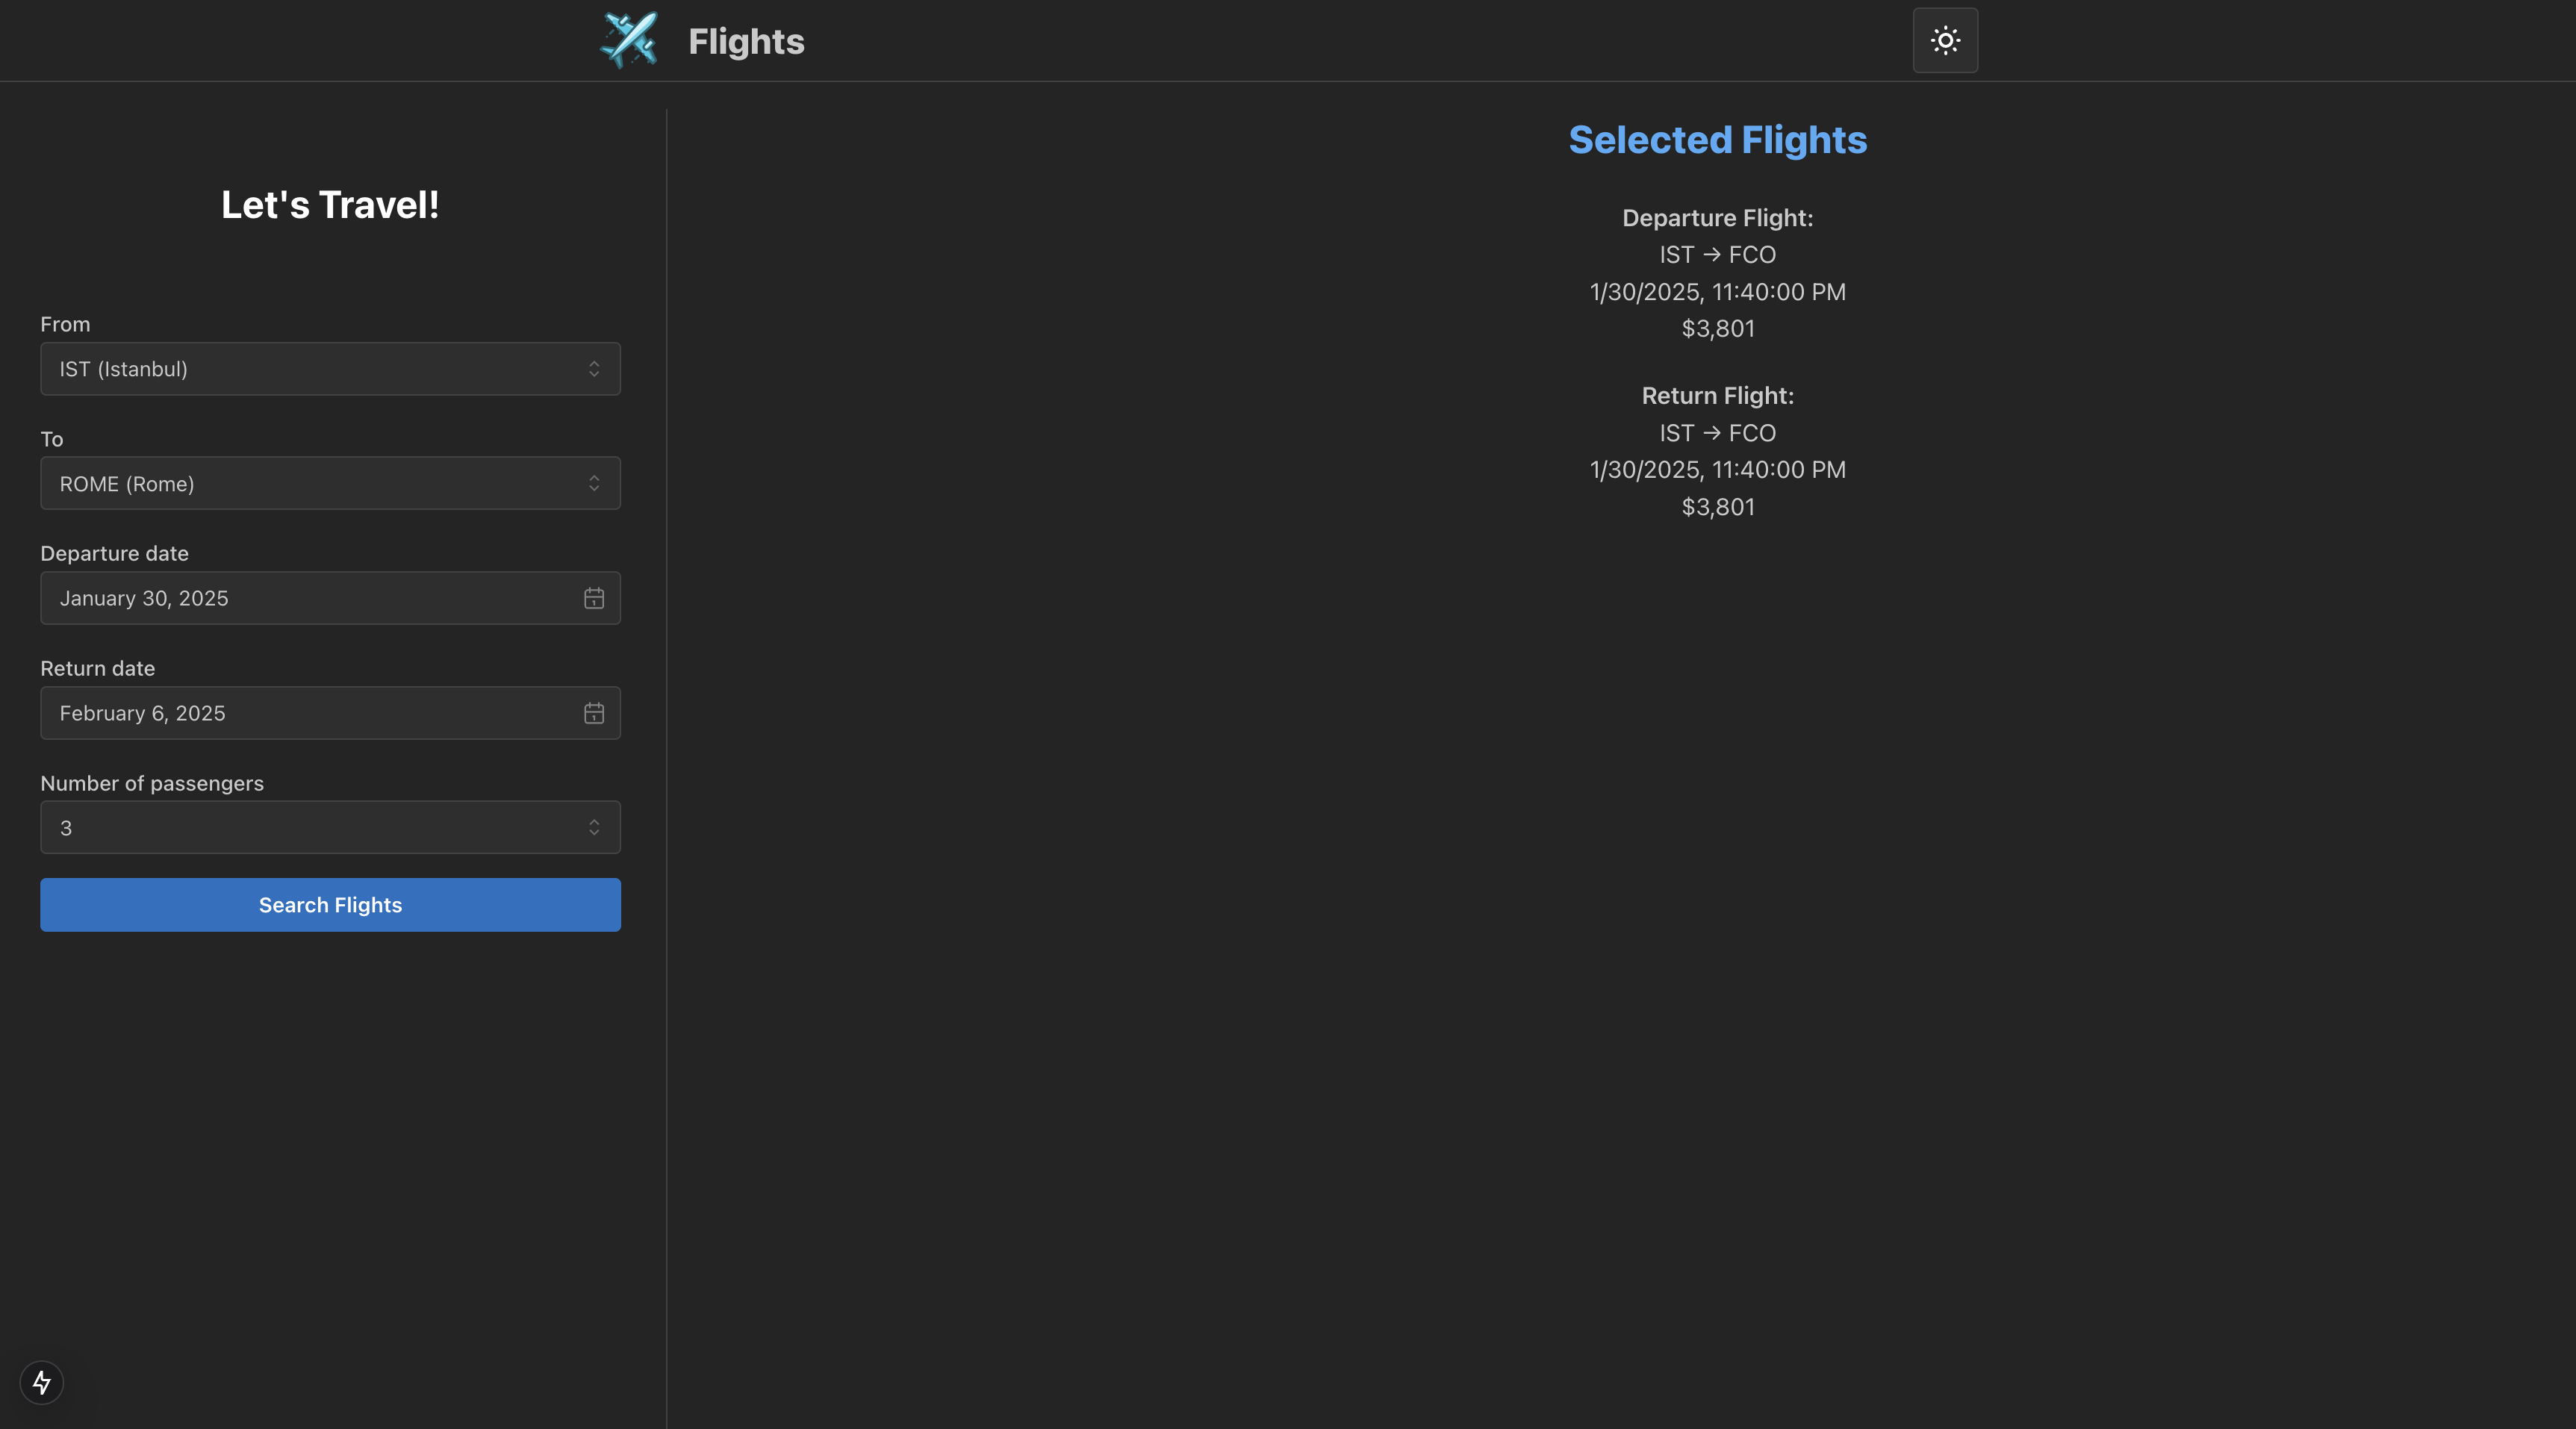 Flights
Let's Travel!
From
IST (Istanbul)
To
ROME (Rome)
Departure date
January 30, 2025
Return date
February 6, 2025
Number of passengers
3
Search Flights
Selected Flights
Departure Flight:
IST → FCO
1/30/2025, 11:40:00 PM
$3,801
Return Flight:
IST → FCO
1/30/2025, 11:40:00 PM
$3,801